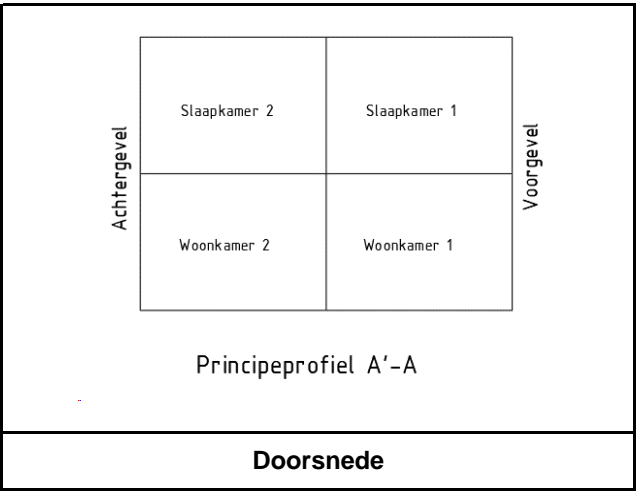 Slaapkamer 2
Slaapkamer 1
Achtergevel
Voorgevel
Woonkamer 2
Woonkamer 1
Principeprofiel A'-A
Doorsnede